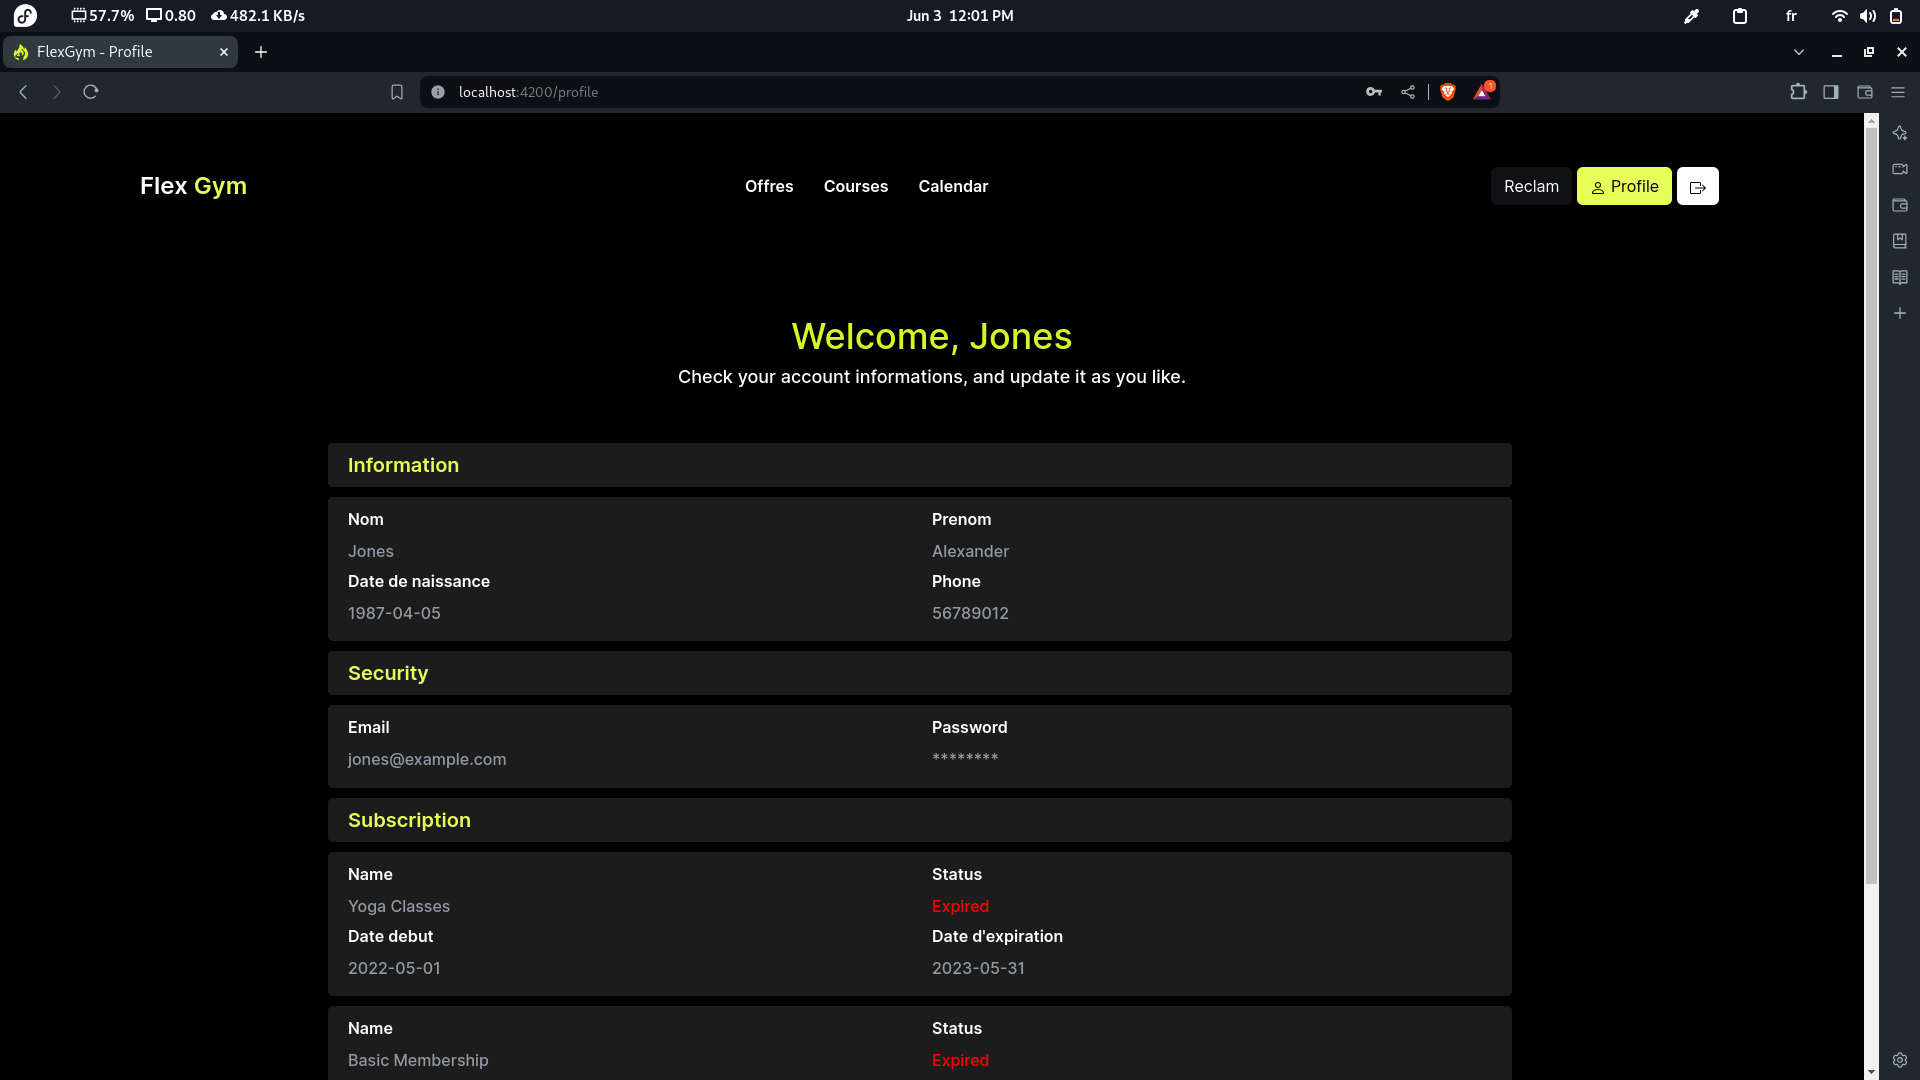 57.7% 0.80 482.1 KB/s Jun 3 12:01 PM fr
FlexGym - Profile
localhost:4200/profile 1
Flex Gym Offres Courses Calendar Reclam Profile
Welcome, Jones
Check your account informations, and update it as you like.
Information
Nom Prenom
Jones Alexander
Date de naissance Phone
1987-04-05 56789012
Security
Email Password
jones@example.com ********
Subscription
Name Status
Yoga Classes Expired
Date debut Date d'expiration
2022-05-01 2023-05-31
Name Status
Basic Membership Expired